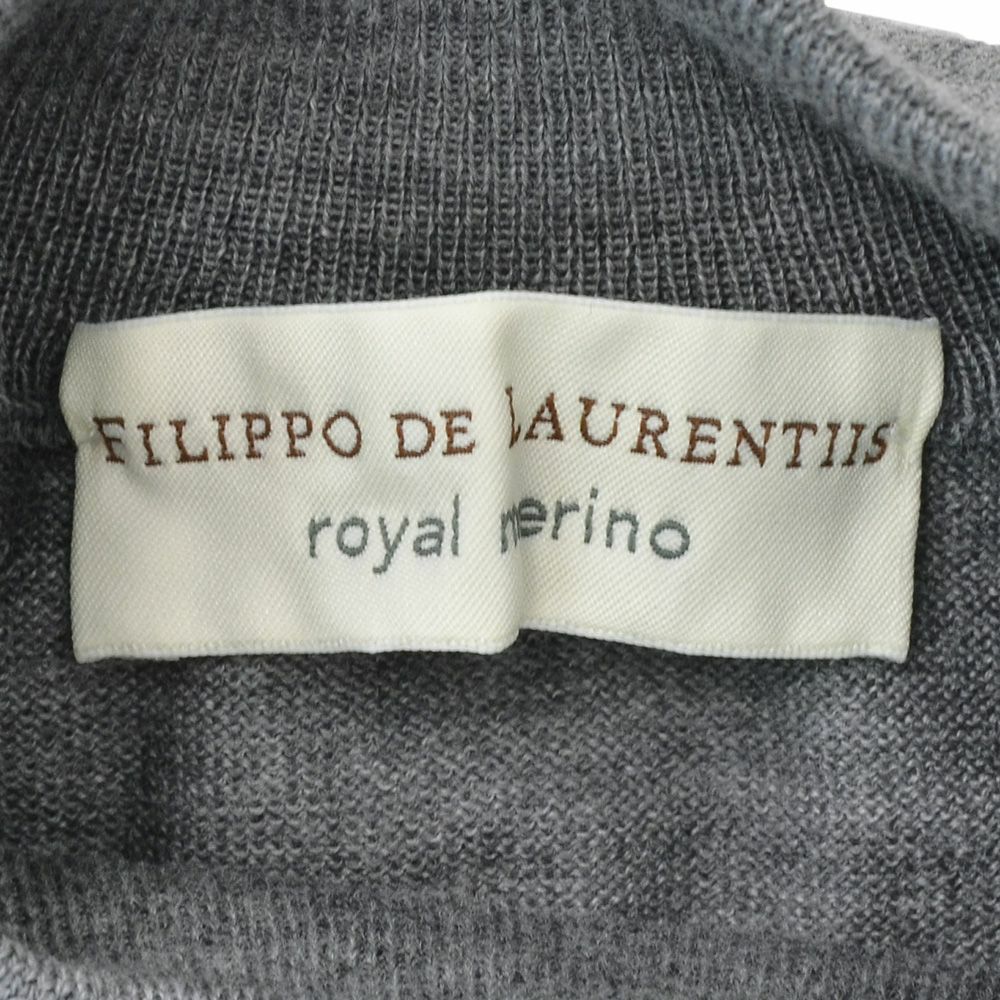 FILIPPO DE LAURENTIIS
royal merino